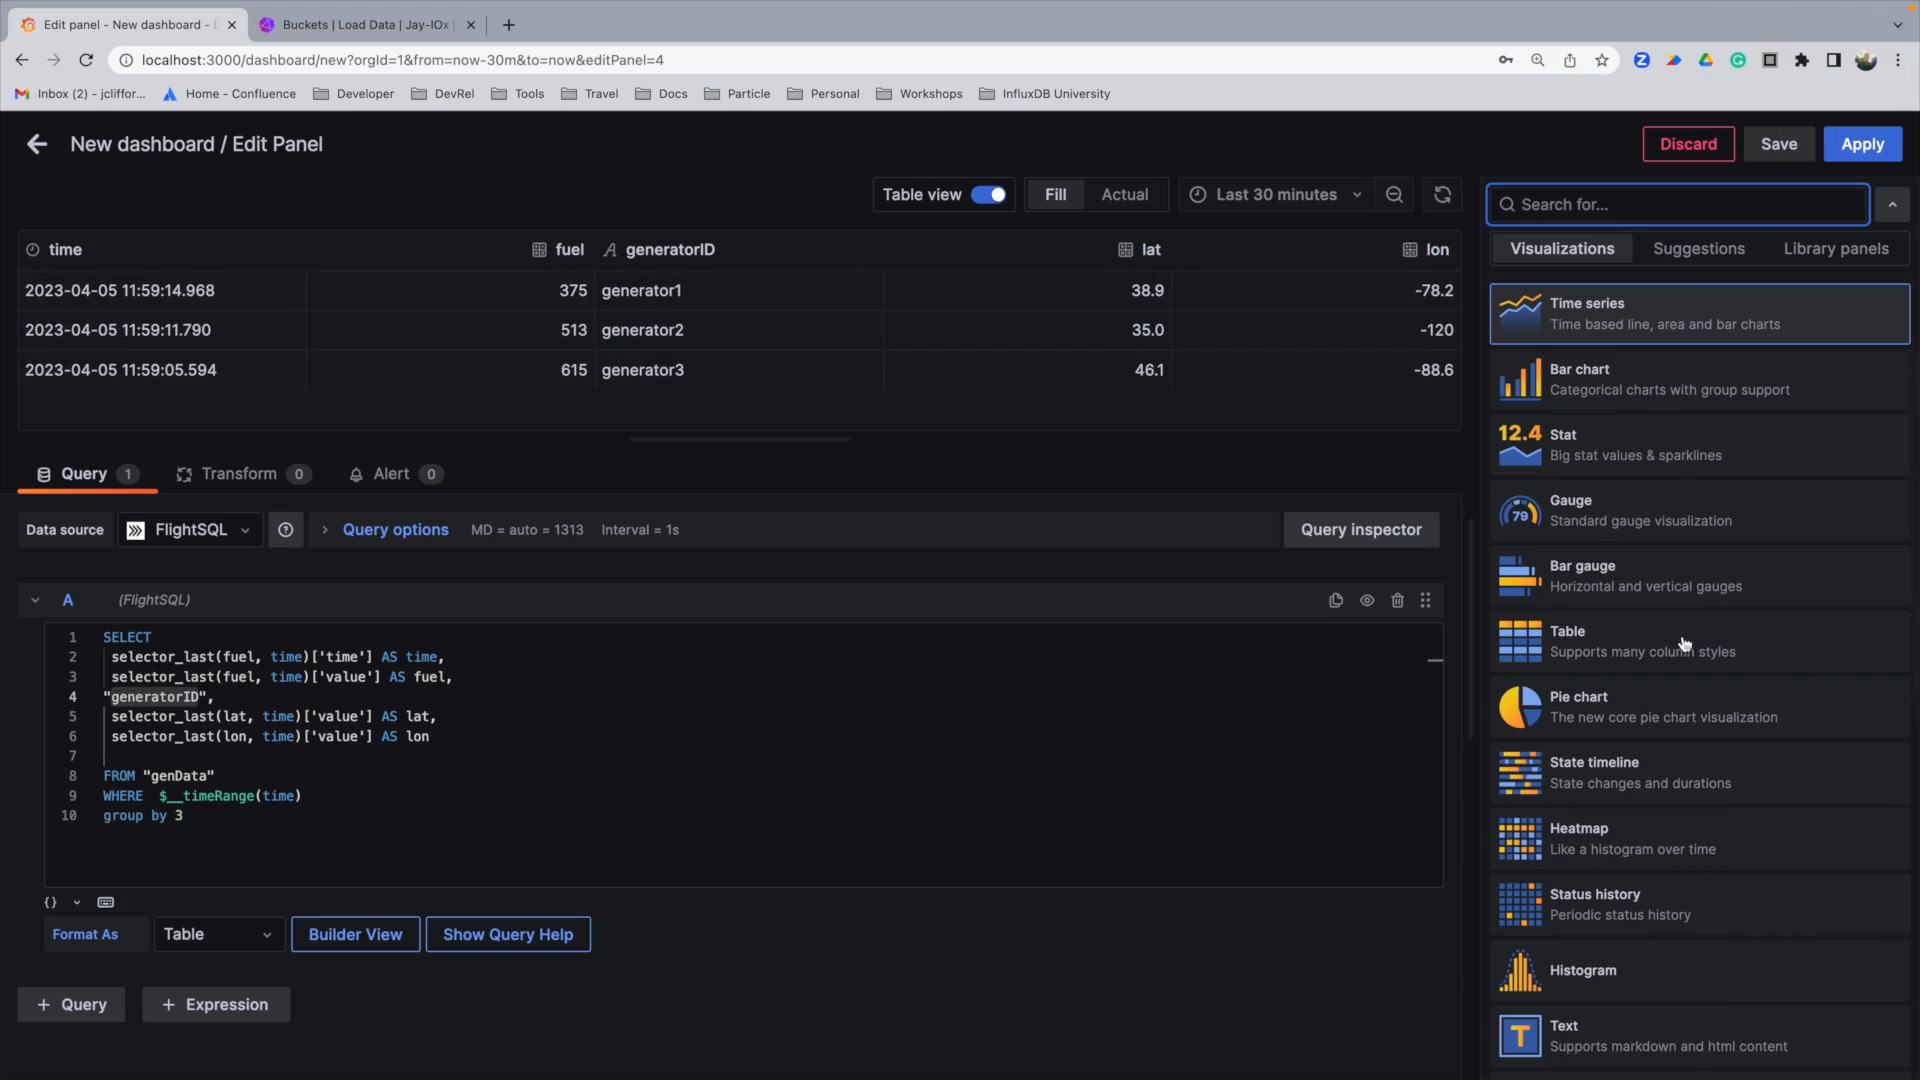 Edit panel - New dashboard -
Buckets | Load Data | Jay-IOx |
localhost:3000/dashboard/new?orgId=1&from=now-30m&to=now&editPanel=4
Inbox (2) - jcliffor...
Home - Confluence
Developer
DevRel
Tools
Travel
Docs
Particle
Personal
Workshops
InfluxDB University
New dashboard / Edit Panel
Discard
Save
Apply
Table view
Fill
Actual
Last 30 minutes
Search for...
Visualizations
Suggestions
Library panels
time fuel generatorID lat lon
2023-04-05 11:59:14.968 375 generator1 38.9 -78.2
2023-04-05 11:59:11.790 513 generator2 35.0 -120
2023-04-05 11:59:05.594 615 generator3 46.1 -88.6
Query 1
Transform 0
Alert 0
Data source
FlightSQL
Query options
MD = auto = 1313
Interval = 1s
Query inspector
A (FlightSQL)
1 SELECT
2 selector_last(fuel, time)['time'] AS time,
3 selector_last(fuel, time)['value'] AS fuel,
4 "generatorID",
5 selector_last(lat, time)['value'] AS lat,
6 selector_last(lon, time)['value'] AS lon
7
8 FROM "genData"
9 WHERE $__timeRange(time)
10 group by 3
{}
Format As
Table
Builder View
Show Query Help
+ Query
+ Expression
Time series
Time based line, area and bar charts
Bar chart
Categorical charts with group support
12.4
Stat
Big stat values & sparklines
79
Gauge
Standard gauge visualization
Bar gauge
Horizontal and vertical gauges
Table
Supports many column styles
Pie chart
The new core pie chart visualization
State timeline
State changes and durations
Heatmap
Like a histogram over time
Status history
Periodic status history
Histogram
T
Text
Supports markdown and html content